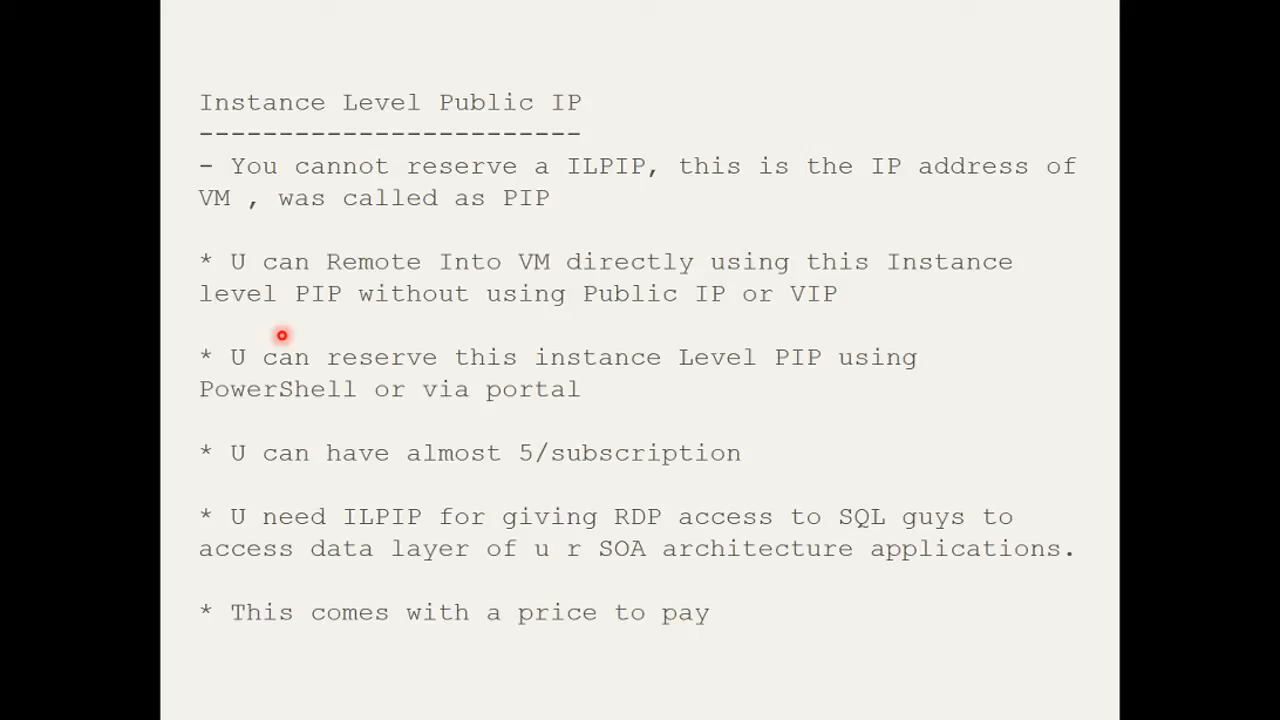 Instance Level Public IP
------------------------
- You cannot reserve a ILPIP, this is the IP address of
VM , was called as PIP
* U can Remote Into VM directly using this Instance
level PIP without using Public IP or VIP
* U can reserve this instance Level PIP using
PowerShell or via portal
* U can have almost 5/subscription
* U need ILPIP for giving RDP access to SQL guys to
access data layer of u r SOA architecture applications.
* This comes with a price to pay